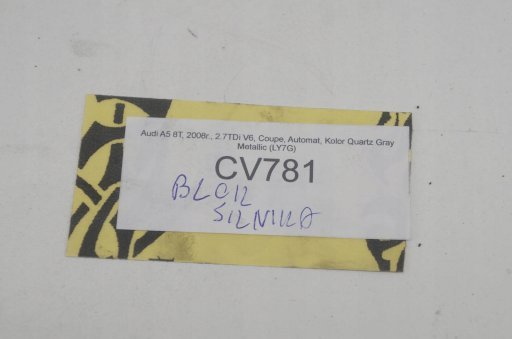 Audi A5 8T, 2008r., 2.7TDi V6, Coupe, Automat, Kolor Quartz Gray
Metallic (LY7G)
CV781
BLOK
SILNIKA